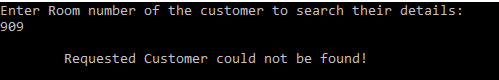 Enter Room number of the customer to search their details:
909
Requested Customer could not be found!